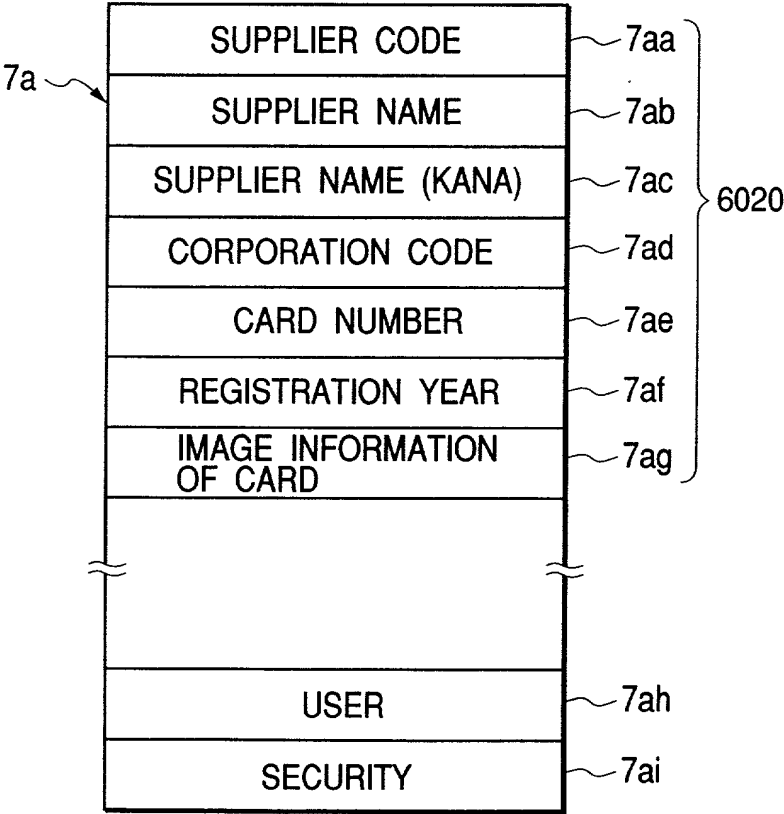 SUPPLIER CODE 7aa
7a
SUPPLIER NAME 7ab
SUPPLIER NAME (KANA) 7ac
6020
CORPORATION CODE 7ad
CARD NUMBER 7ae
REGISTRATION YEAR 7af
IMAGE INFORMATION
OF CARD 7ag
USER 7ah
SECURITY 7ai